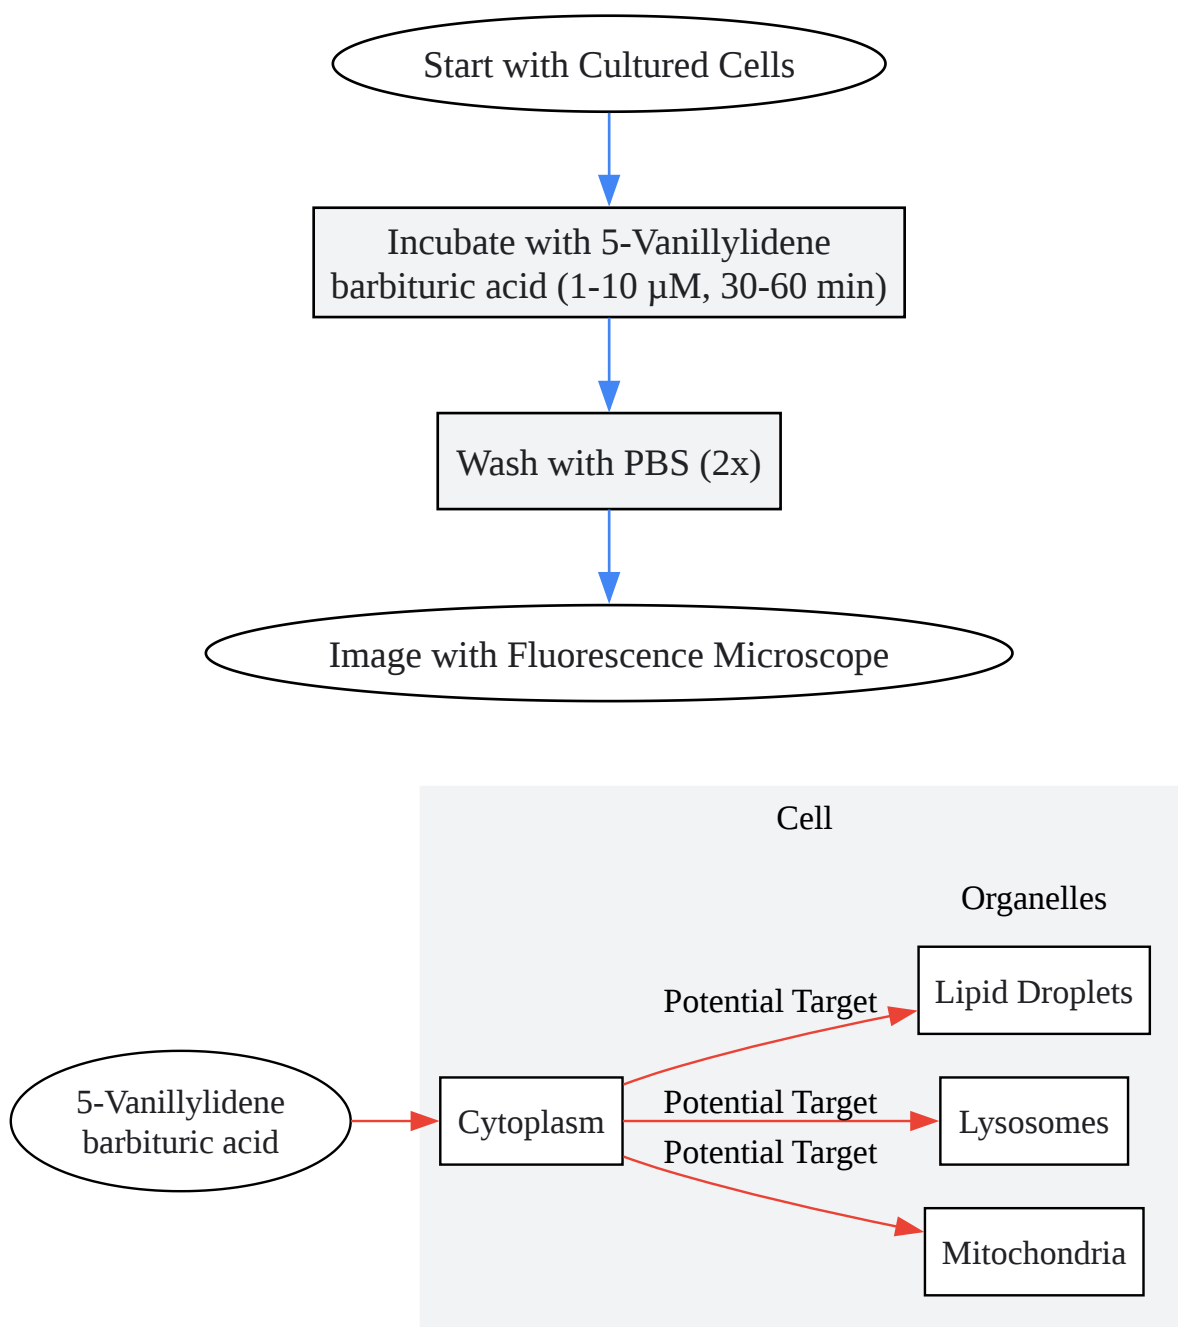 Start with Cultured Cells
Incubate with 5-Vanillylidene
barbituric acid (1-10 µM, 30-60 min)
Wash with PBS (2x)
Image with Fluorescence Microscope
Cell
Organelles
Lipid Droplets
Potential Target
5-Vanillylidene
barbituric acid
Cytoplasm
Potential Target
Lysosomes
Potential Target
Mitochondria